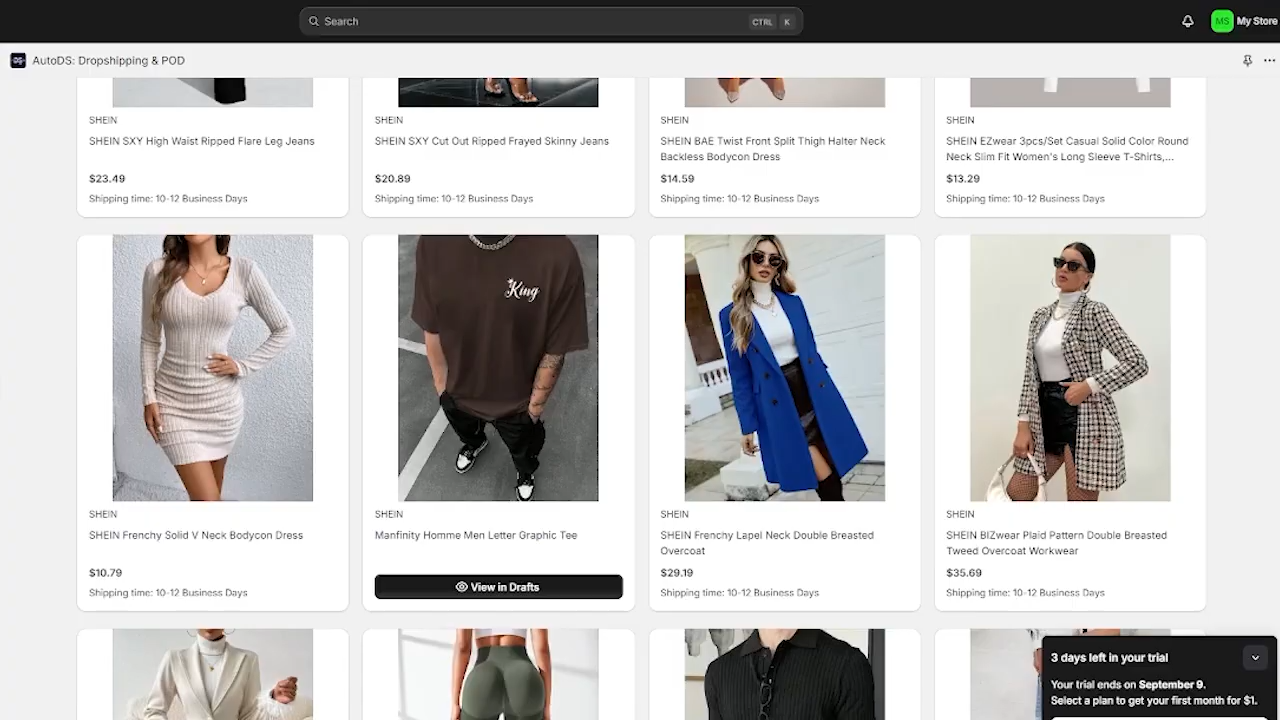 Search
CTRL K
MS My Store
AutoDS: Dropshipping & POD
SHEIN
SHEIN SXY High Waist Ripped Flare Leg Jeans
$23.49
Shipping time: 10-12 Business Days
SHEIN
SHEIN SXY Cut Out Ripped Frayed Skinny Jeans
$20.89
Shipping time: 10-12 Business Days
SHEIN
SHEIN BAE Twist Front Split Thigh Halter Neck
Backless Bodycon Dress
$14.59
Shipping time: 10-12 Business Days
SHEIN
SHEIN EZwear 3pcs/Set Casual Solid Color Round
Neck Slim Fit Women's Long Sleeve T-Shirts,...
$13.29
Shipping time: 10-12 Business Days
SHEIN
SHEIN Frenchy Solid V Neck Bodycon Dress
$10.79
Shipping time: 10-12 Business Days
King
SHEIN
Manfinity Homme Men Letter Graphic Tee
View in Drafts
SHEIN
SHEIN Frenchy Lapel Neck Double Breasted
Overcoat
$29.19
Shipping time: 10-12 Business Days
SHEIN
SHEIN BIZwear Plaid Pattern Double Breasted
Tweed Overcoat Workwear
$35.69
Shipping time: 10-12 Business Days
3 days left in your trial
Your trial ends on September 9.
Select a plan to get your first month for $1.